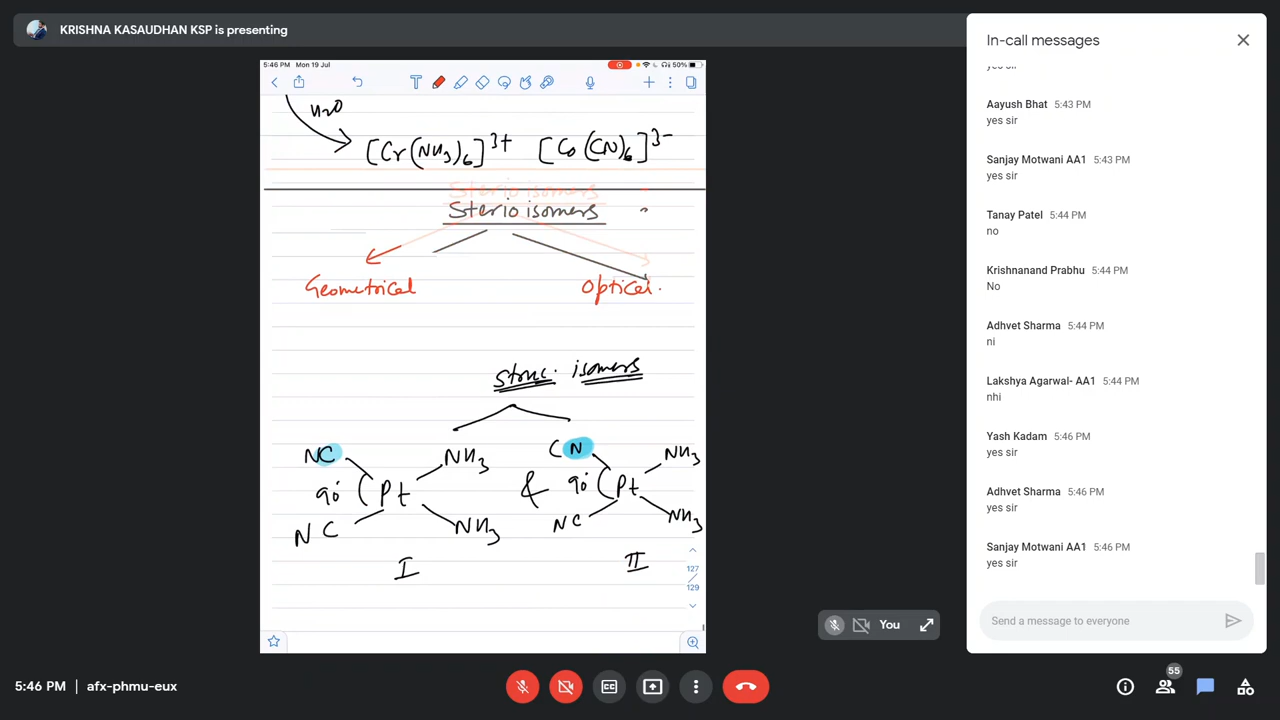 KRISHNA KASAUDHAN KSP is presenting
5:46 PM Mon 19 Jul
50%
T
H2O
[Cr(NH3)6]3+ [Co(CN)6]3-
Sterio isomers
Sterio isomers
Geometrical Optical.
struc. isomers
NC NH3 CN NH3
90 (Pt & 90 (Pt
NC NH3 NC NH3
I II
127
129
In-call messages
yes sir
Aayush Bhat 5:43 PM
yes sir
Sanjay Motwani AA1 5:43 PM
yes sir
Tanay Patel 5:44 PM
no
Krishnanand Prabhu 5:44 PM
No
Adhvet Sharma 5:44 PM
ni
Lakshya Agarwal- AA1 5:44 PM
nhi
Yash Kadam 5:46 PM
yes sir
Adhvet Sharma 5:46 PM
yes sir
Sanjay Motwani AA1 5:46 PM
yes sir
Send a message to everyone
You
5:46 PM | afx-phmu-eux
55